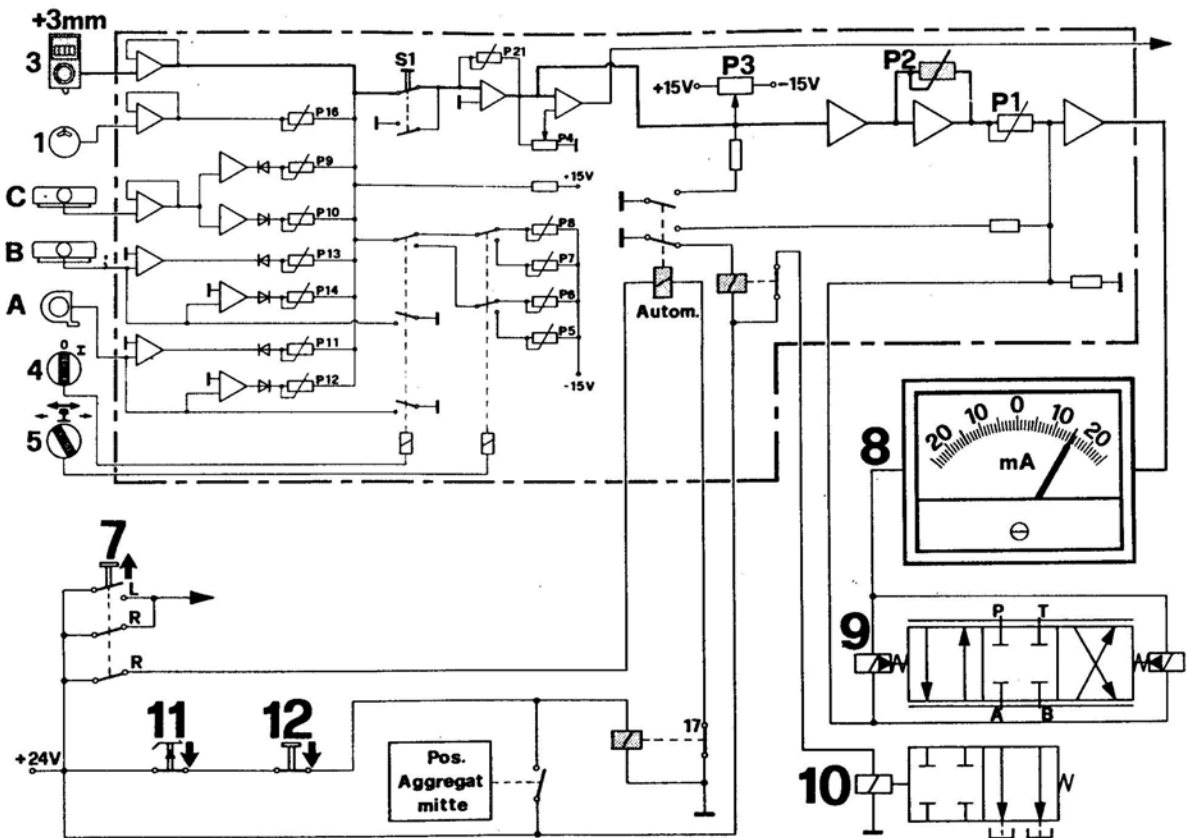 +3mm
3
1
C
B
A
4
0 I
5
S1
P21
P16
P9
P10
P13
P14
P11
P12
P4
+15V
P8
P7
P6
P5
-15V
P3
+15V -15V
P2
P1
Autom.
8
20 10 0 10 20
mA
7
L
R
R
9
P T
A B
11
12
+24V
Pos.
Aggregat
mitte
17
10